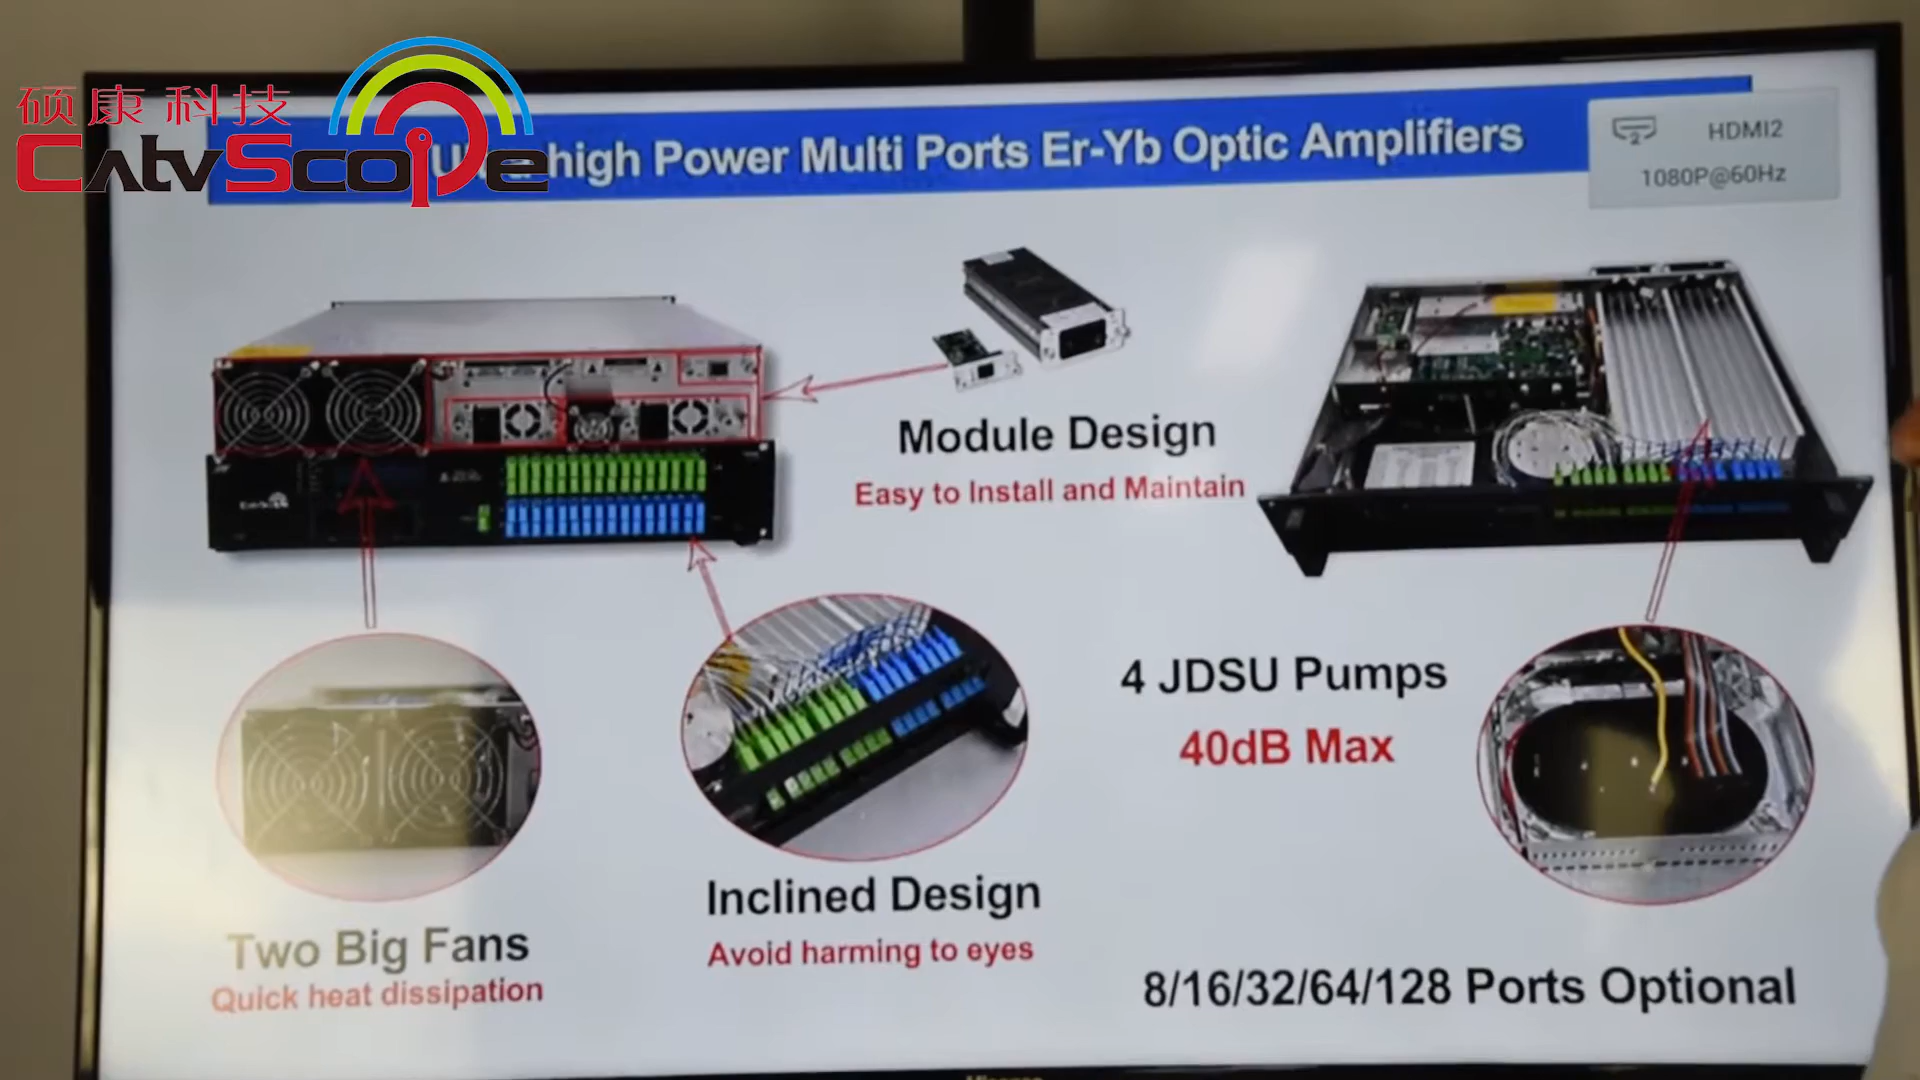 硕康科技
CAtvScope
high Power Multi Ports Er-Yb Optic Amplifiers
HDMI2
1080P@60Hz
Module Design
Easy to Install and Maintain
4 JDSU Pumps
40dB Max
Inclined Design
Avoid harming to eyes
Two Big Fans
Quick heat dissipation
8/16/32/64/128 Ports Optional